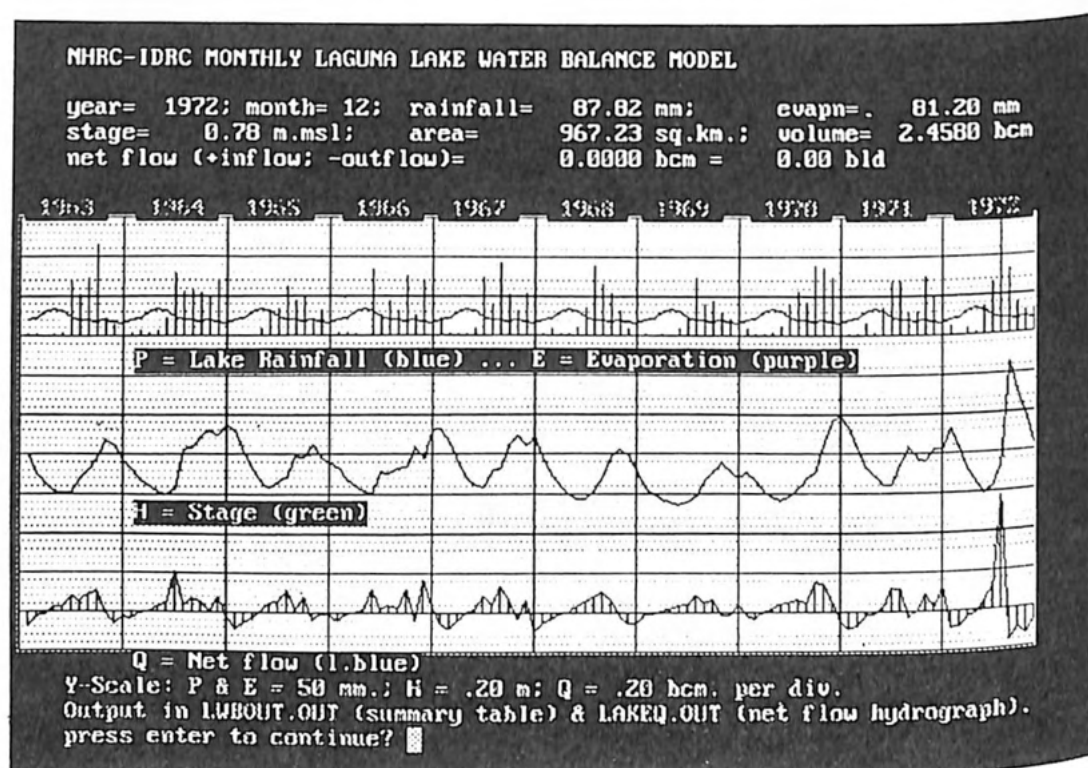 NHRC-IDRC MONTHLY LAGUNA LAKE WATER BALANCE MODEL
year= 1972; month= 12; rainfall= 87.82 mm; evapn=. 81.20 mm
stage= 0.78 m.msl; area= 967.23 sq.km.; volume= 2.4580 bcm
net flow (+inflow; -outflow)= 0.0000 bcm = 0.00 bld
1963 1964 1965 1966 1967 1968 1969 1970 1971 1972
P = Lake Rainfall (blue) ... E = Evaporation (purple)
H = Stage (green)
Q = Net flow (l.blue)
Y-Scale: P & E = 50 mm.; H = .20 m; Q = .20 bcm. per div.
Output in LWBOUT.OUT (summary table) & LAKEQ.OUT (net flow hydrograph).
press enter to continue?